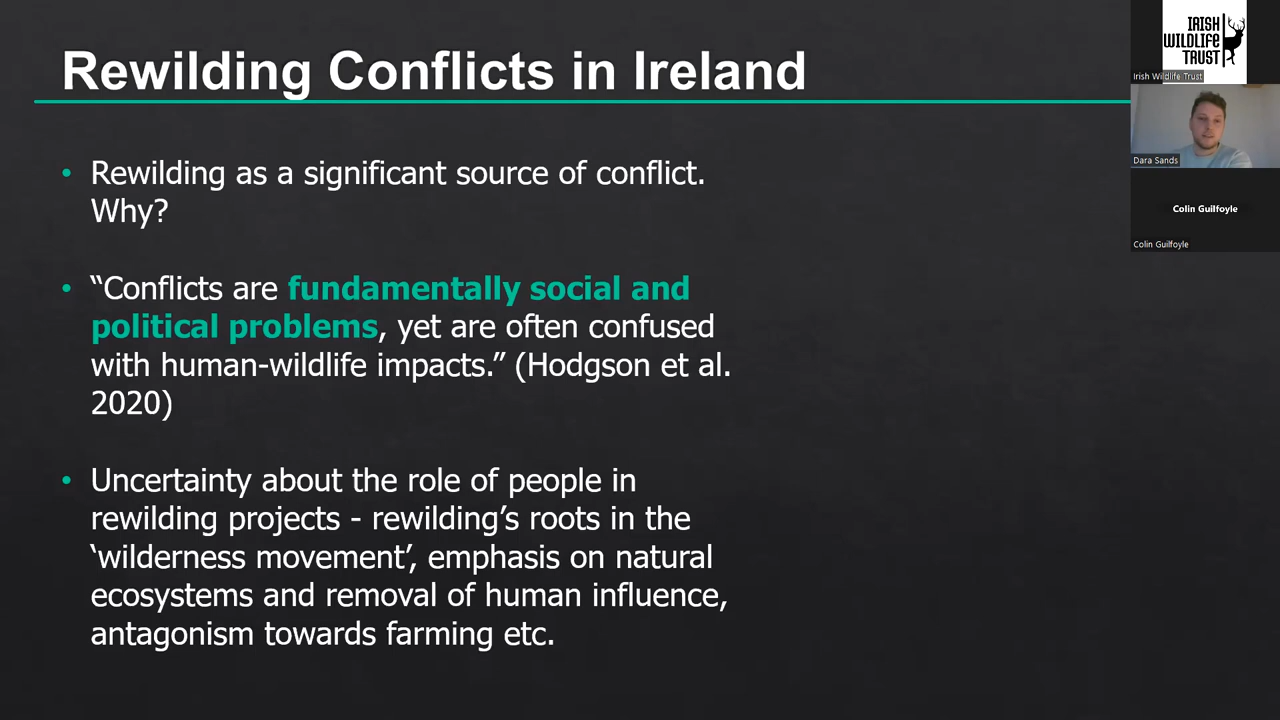 Rewilding Conflicts in Ireland
• Rewilding as a significant source of conflict.
Why?
• “Conflicts are fundamentally social and
political problems, yet are often confused
with human-wildlife impacts.” (Hodgson et al.
2020)
• Uncertainty about the role of people in
rewilding projects - rewilding’s roots in the
‘wilderness movement’, emphasis on natural
ecosystems and removal of human influence,
antagonism towards farming etc.
IRISH
WILDLIFE
TRUST
Irish Wildlife Trust
Dara Sands
Colin Guilfoyle
Colin Guilfoyle